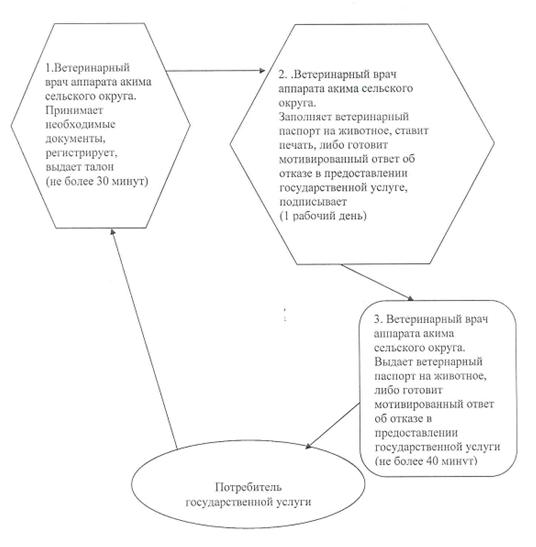 1.Ветеринарный
врач аппарата акима
сельского округа.
Принимает
необходимые
документы,
регистрирует,
выдает талон
(не более 30 минут)
2. .Ветеринарный врач
аппарата акима сельского
округа.
Заполняет ветеринарный
паспорт на животное, ставит
печать, либо готовит
мотивированный ответ об
отказе в предоставлении
государственной услуге,
подписывает
(1 рабочий день)
3. Ветеринарный врач
аппарата акима
сельского округа.
Выдает ветернарный
паспорт на животное,
либо готовит
мотивированный ответ
об отказе в
предоставлении
государственной услуги
(не более 40 минут)
Потребитель
государственной услуги